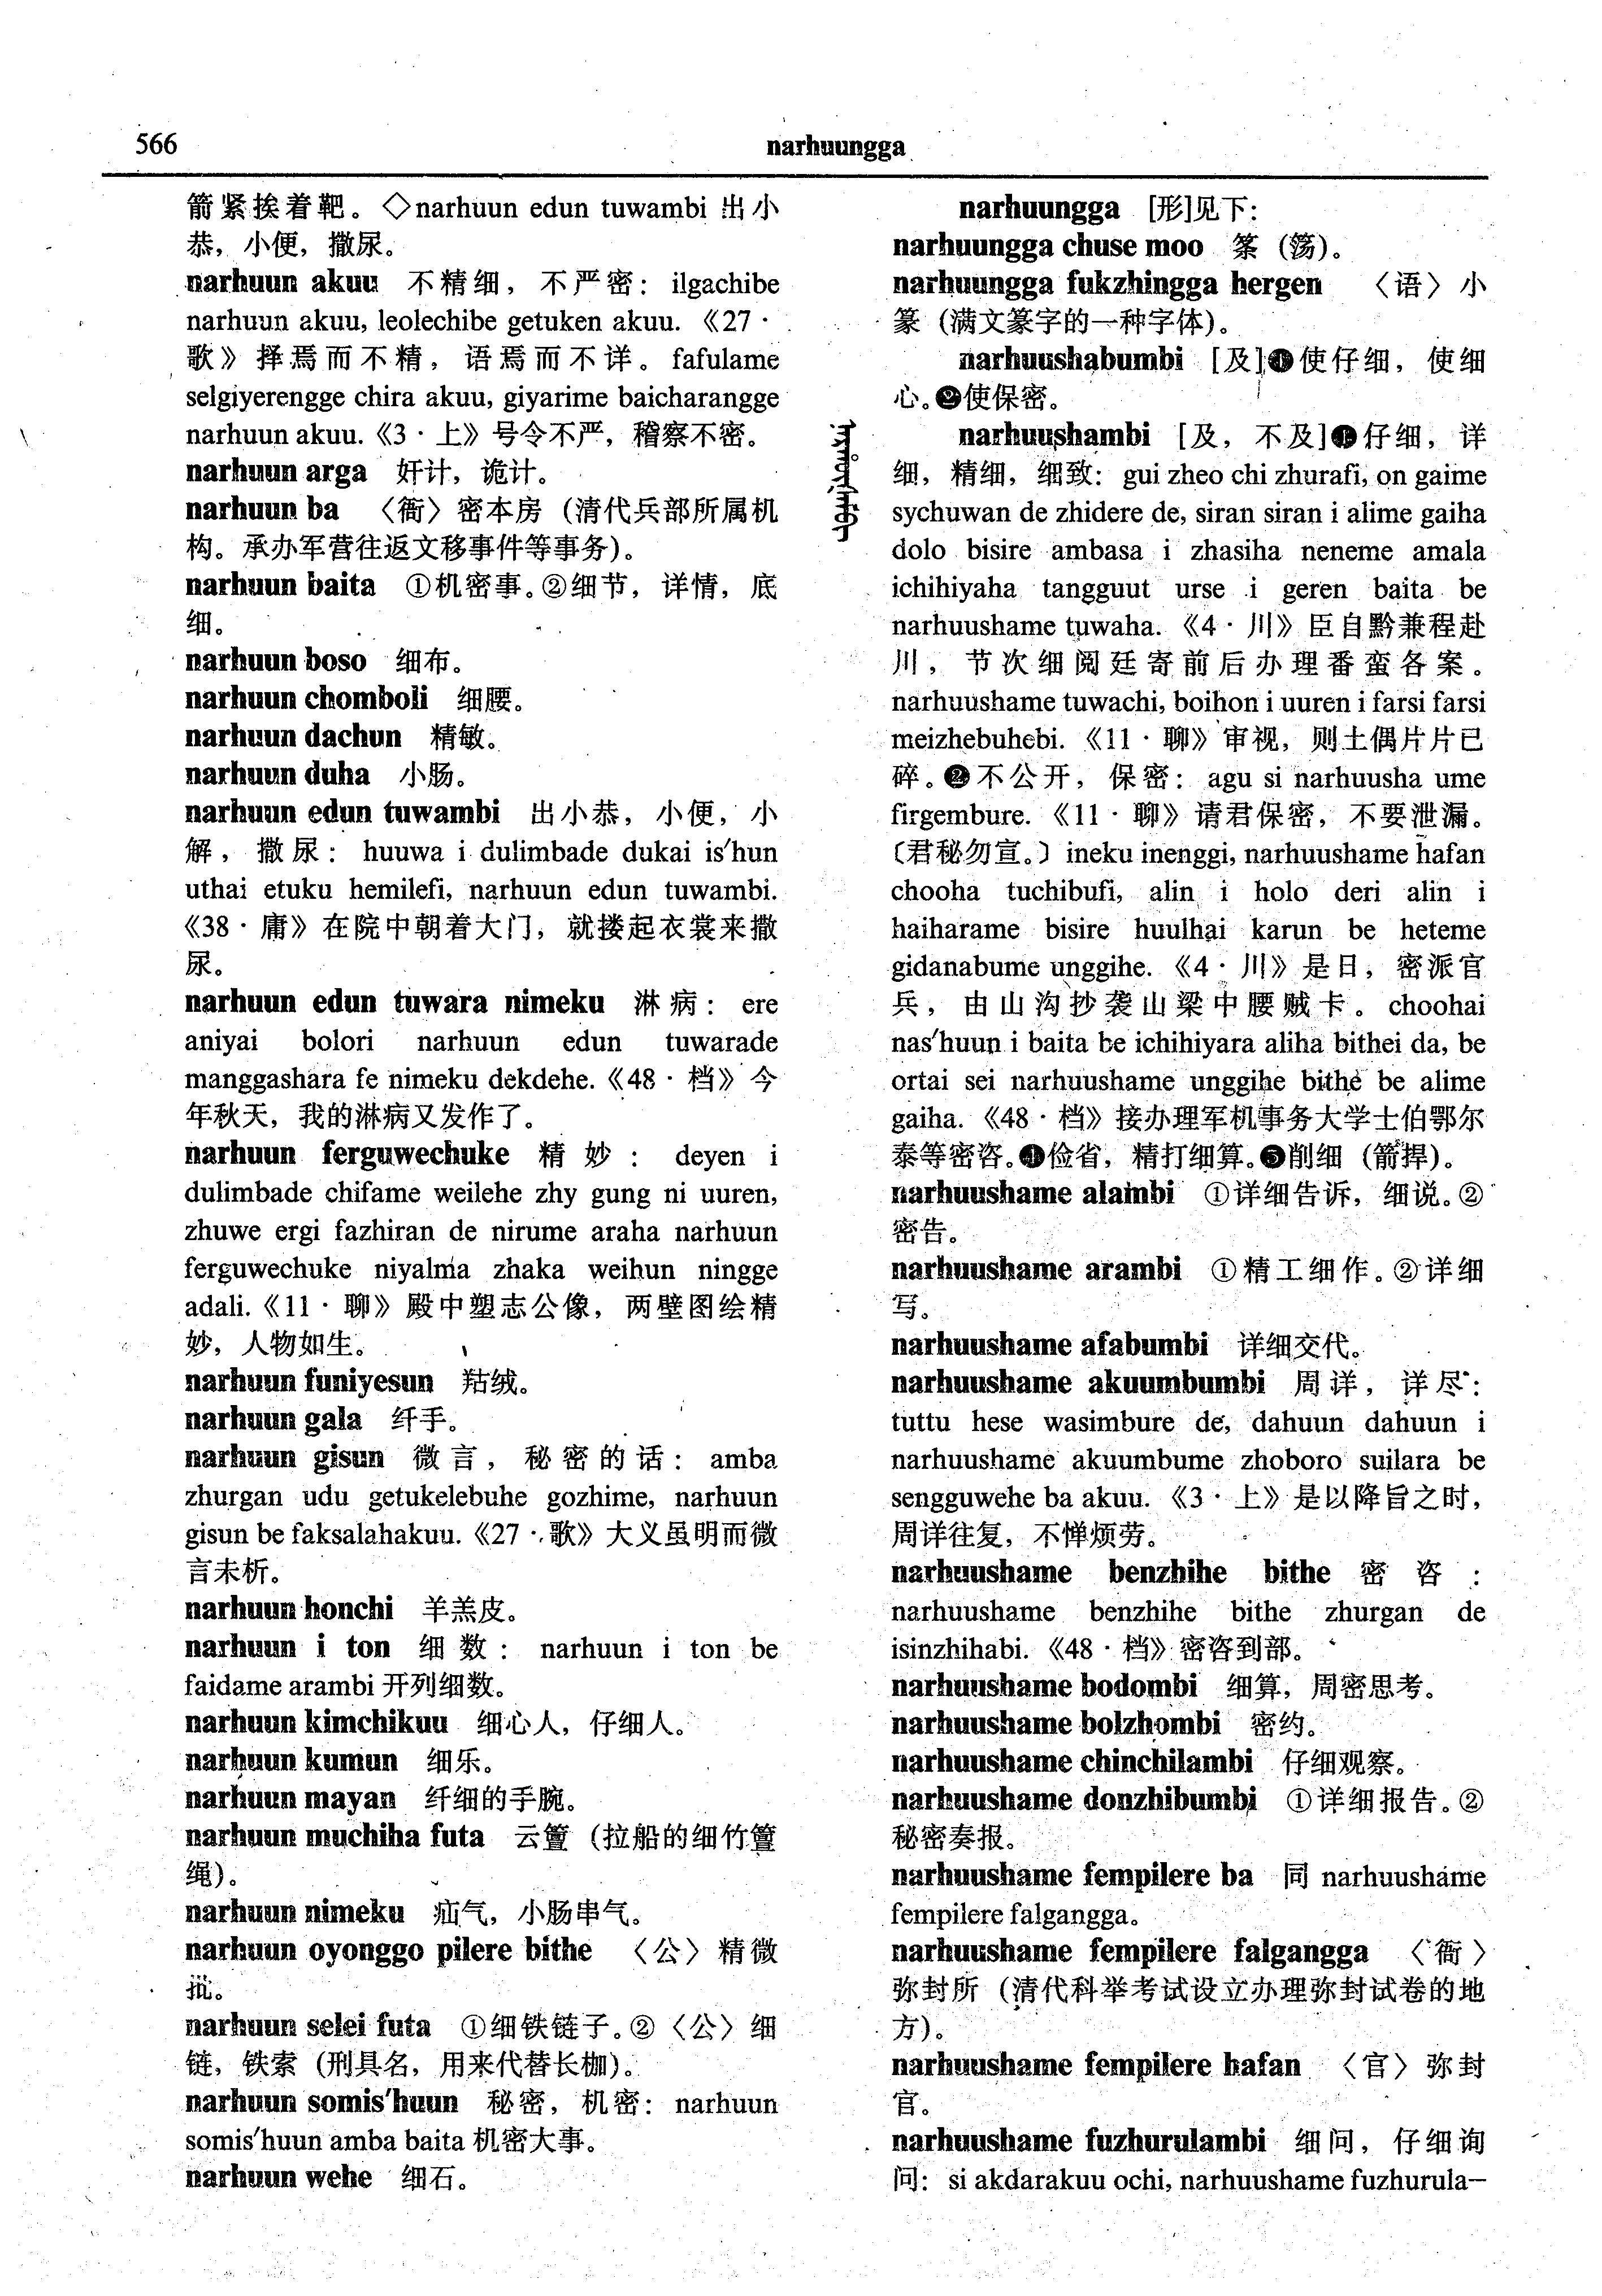 566
narhuungga
箭紧挨着靶。◇narhuun edun tuwambi 出小
恭，小便，撒尿。
narhuun akuu 不精细，不严密：ilgachibe
narhuun akuu, leolechibe getuken akuu.《27·
歌》择焉而不精，语焉而不详。fafulame
selgiyerengge chira akuu, giyarime baicharangge
narhuun akuu.《3·上》号令不严，稽察不密。
narhuun arga 奸计，诡计。
narhuun ba 〈衙〉密本房（清代兵部所属机
构。承办军营往返文移事件等事务）。
narhuun baita ①机密事。②细节，详情，底
细。
narhuun boso 细布。
narhuun chomboli 细腰。
narhuun dachun 精敏。
narhuun duha 小肠。
narhuun edun tuwambi 出小恭，小便，小
解，撒尿：huuwa i dulimbade dukai is'hun
uthai etuku hemilefi, narhuun edun tuwambi.
《38·庸》在院中朝着大门，就搂起衣裳来撒
尿。
narhuun edun tuwara nimeku 淋病：ere
aniyai bolori narhuun edun tuwarade
manggashara fe nimeku dekdehe.《48·档》今
年秋天，我的淋病又发作了。
narhuun ferguwechuke 精妙：deyen i
dulimbade chifame weilehe zhy gung ni uuren,
zhuwe ergi fazhiran de nirume araha narhuun
ferguwechuke niyalma zhaka weihun ningge
adali.《11·聊》殿中塑志公像，两壁图绘精
妙，人物如生。
narhuun funiyesun 羖绒。
narhuun gala 纤手。
narhuun gisun 微言，秘密的话：amba
zhurgan udu getukelebuhe gozhime, narhuun
gisun be faksalahakuu.《27·歌》大义虽明而微
言未析。
narhuun honchi 羊羔皮。
narhuun i ton 细数：narhuun i ton be
faidame arambi 开列细数。
narhuun kimchikuu 细心人，仔细人。
narhuun kumun 细乐。
narhuun mayan 纤细的手腕。
narhuun muchiha futa 云簹（拉船的细竹簹
绳）。
narhuun nimeku 疝气，小肠串气。
narhuun oyonggo pilere bithe 〈公〉精微
批。
narhuun selei futa ①细铁链子。②〈公〉细
链，铁索（刑具名，用来代替长枷）。
narhuun somis'huun 秘密，机密：narhuun
somis'huun amba baita 机密大事。
narhuun wehe 细石。
narhuungga [形]见下：
narhuungga chuse moo 篆（簜）。
narhuungga fukzhingga hergen 〈语〉小
篆（满文篆字的一种字体）。
narhuushabumbi [及]❶使仔细，使细
心。❷使保密。
ᠨᠠᡵᡥᡡᡧᠠᠮᠪᡳ
narhuushambi [及，不及]❶仔细，详
细，精细，细致：gui zheo chi zhurafi, on gaime
sychuwan de zhidere de, siran siran i alime gaiha
dolo bisire ambasa i zhasiha neneme amala
ichihiyaha tangguut urse i geren baita be
narhuushame tuwaha.《4·川》臣自黔兼程赴
川，节次细阅廷寄前后办理番蛮各案。
narhuushame tuwachi, boihon i uuren i farsi farsi
meizhebuhebi.《11·聊》审视，则土偶片片已
碎。❷不公开，保密：agu si narhuusha ume
firgembure.《11·聊》请君保密，不要泄漏。
〔君秘勿宣。〕ineku inenggi, narhuushame hafan
chooha tuchibufi, alin i holo deri alin i
haiharame bisire huulhai karun be heteme
gidanabume unggihe.《4·川》是日，密派官
兵，由山沟抄袭山梁中腰贼卡。choohai
nas'huun i baita be ichihiyara aliha bithei da, be
ortai sei narhuushame unggihe bithe be alime
gaiha.《48·档》接办理军机事务大学士伯鄂尔
泰等密咨。❹俭省，精打细算。❺削细（箭捍）。
narhuushame alambi ①详细告诉，细说。②
密告。
narhuushame arambi ①精工细作。②详细
写。
narhuushame afabumbi 详细交代。
narhuushame akuumbumbi 周详，详尽：
tuttu hese wasimbure de, dahuun dahuun i
narhuushame akuumbume zhoboro suilara be
sengguwehe ba akuu.《3·上》是以降旨之时，
周详往复，不惮烦劳。
narhuushame benzhihe bithe 密咨：
narhuushame benzhihe bithe zhurgan de
isinzhihabi.《48·档》密咨到部。
narhuushame bodombi 细算，周密思考。
narhuushame bolzhombi 密约。
narhuushame chinchilambi 仔细观察。
narhuushame donzhibumbi ①详细报告。②
秘密奏报。
narhuushame fempilere ba 同 narhuushame
fempilere falgangga。
narhuushame fempilere falgangga 〈衙〉
弥封所（清代科举考试设立办理弥封试卷的地
方）。
narhuushame fempilere hafan 〈官〉弥封
官。
narhuushame fuzhurulambi 细问，仔细询
问：si akdarakuu ochi, narhuushame fuzhurula-